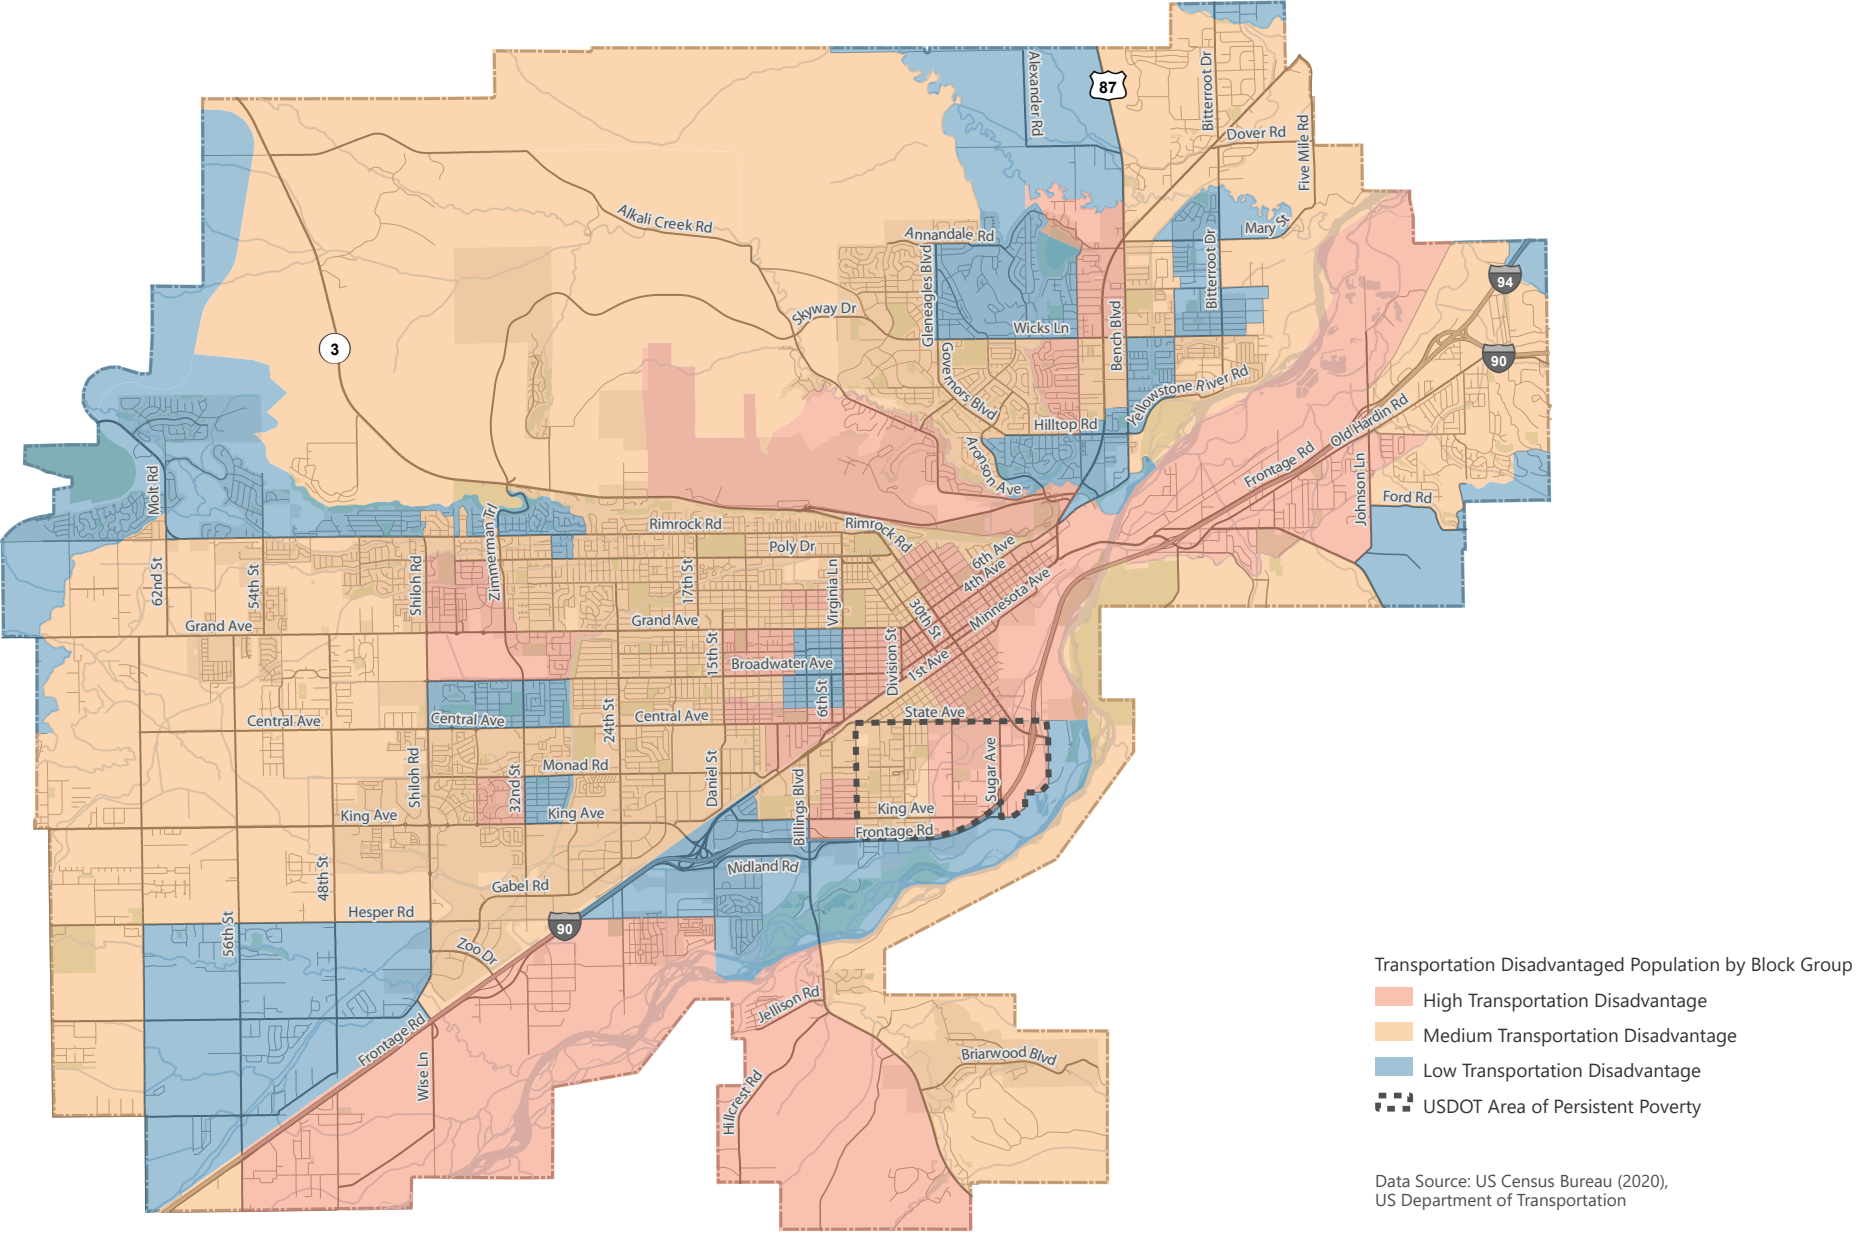 Alexander Rd
87
Bitterroot Dr
Dover Rd
Five Mile Rd
Alkali Creek Rd
Annandale Rd
Mary St
Gleneagles Blvd
Bitterroot Dr
94
Skyway Dr
Wicks Ln
Bench Blvd
3
90
Governors Blvd
Yellowstone River Rd
Hilltop Rd
Old Hardin Rd
Aronson Ave
Frontage Rd
Molt Rd
Johnson Ln
Ford Rd
Zimmerman Trl
Rimrock Rd
Rimrock Rd
Poly Dr
6th Ave
4th Ave
Minnesota Ave
62nd St
54th St
Shiloh Rd
17th St
Virginia Ln
30th St
Grand Ave
Grand Ave
15th St
Broadwater Ave
Division St
1st Ave
6th St
Central Ave
Central Ave
24th St
Central Ave
State Ave
Shiloh Rd
Monad Rd
Daniel St
Sugar Ave
32nd St
Billings Blvd
King Ave
King Ave
King Ave
Frontage Rd
Midland Rd
48th St
Gabel Rd
Hesper Rd
56th St
90
Zoo Dr
Jellison Rd
Frontage Rd
Wise Ln
Briarwood Blvd
Hillcrest Rd
Transportation Disadvantaged Population by Block Group
High Transportation Disadvantage
Medium Transportation Disadvantage
Low Transportation Disadvantage
USDOT Area of Persistent Poverty
Data Source: US Census Bureau (2020),
US Department of Transportation